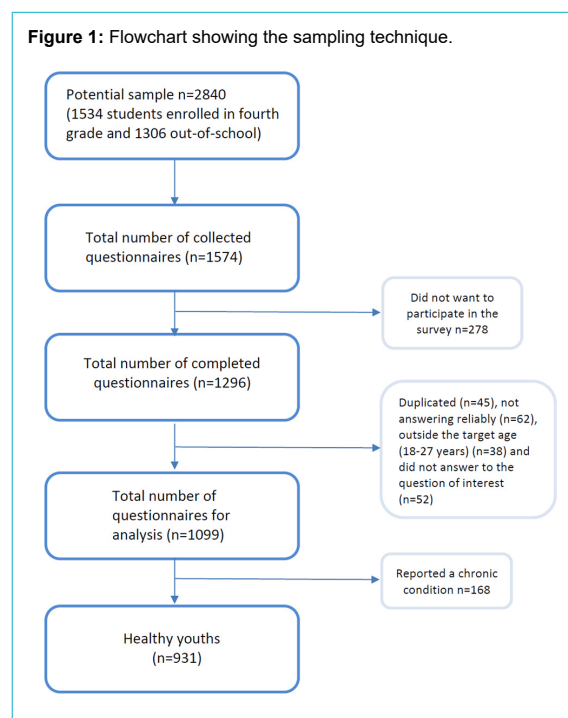 Figure 1: Flowchart showing the sampling technique.
Potential sample n=2840
(1534 students enrolled in fourth
grade and 1306 out-of-school)
Total number of collected
questionnaires (n=1574)
Did not want to
participate in the
survey n=278
Total number of completed
questionnaires (n=1296)
Duplicated (n=45), not
answering reliably (n=62),
outside the target age
(18-27 years) (n=38) and
did not answer to the
question of interest
(n=52)
Total number of
questionnaires for
analysis (n=1099)
Reported a chronic
condition n=168
Healthy youths
(n=931)